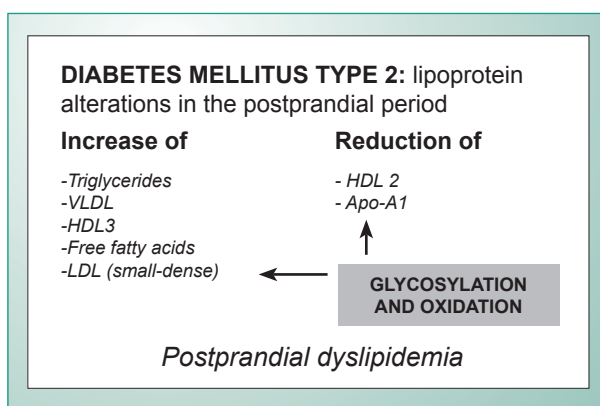 DIABETES MELLITUS TYPE 2: lipoprotein
alterations in the postprandial period
Increase of
-Triglycerides
-VLDL
-HDL3
-Free fatty acids
-LDL (small-dense)
Reduction of
- HDL 2
- Apo-A1
GLYCOSYLATION
AND OXIDATION
Postprandial dyslipidemia